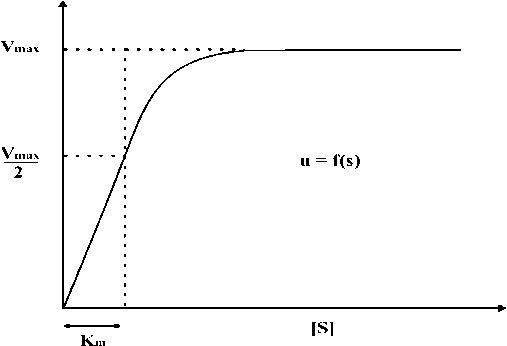 Vmax
Vmax
2
u = f(s)
Km
[S]